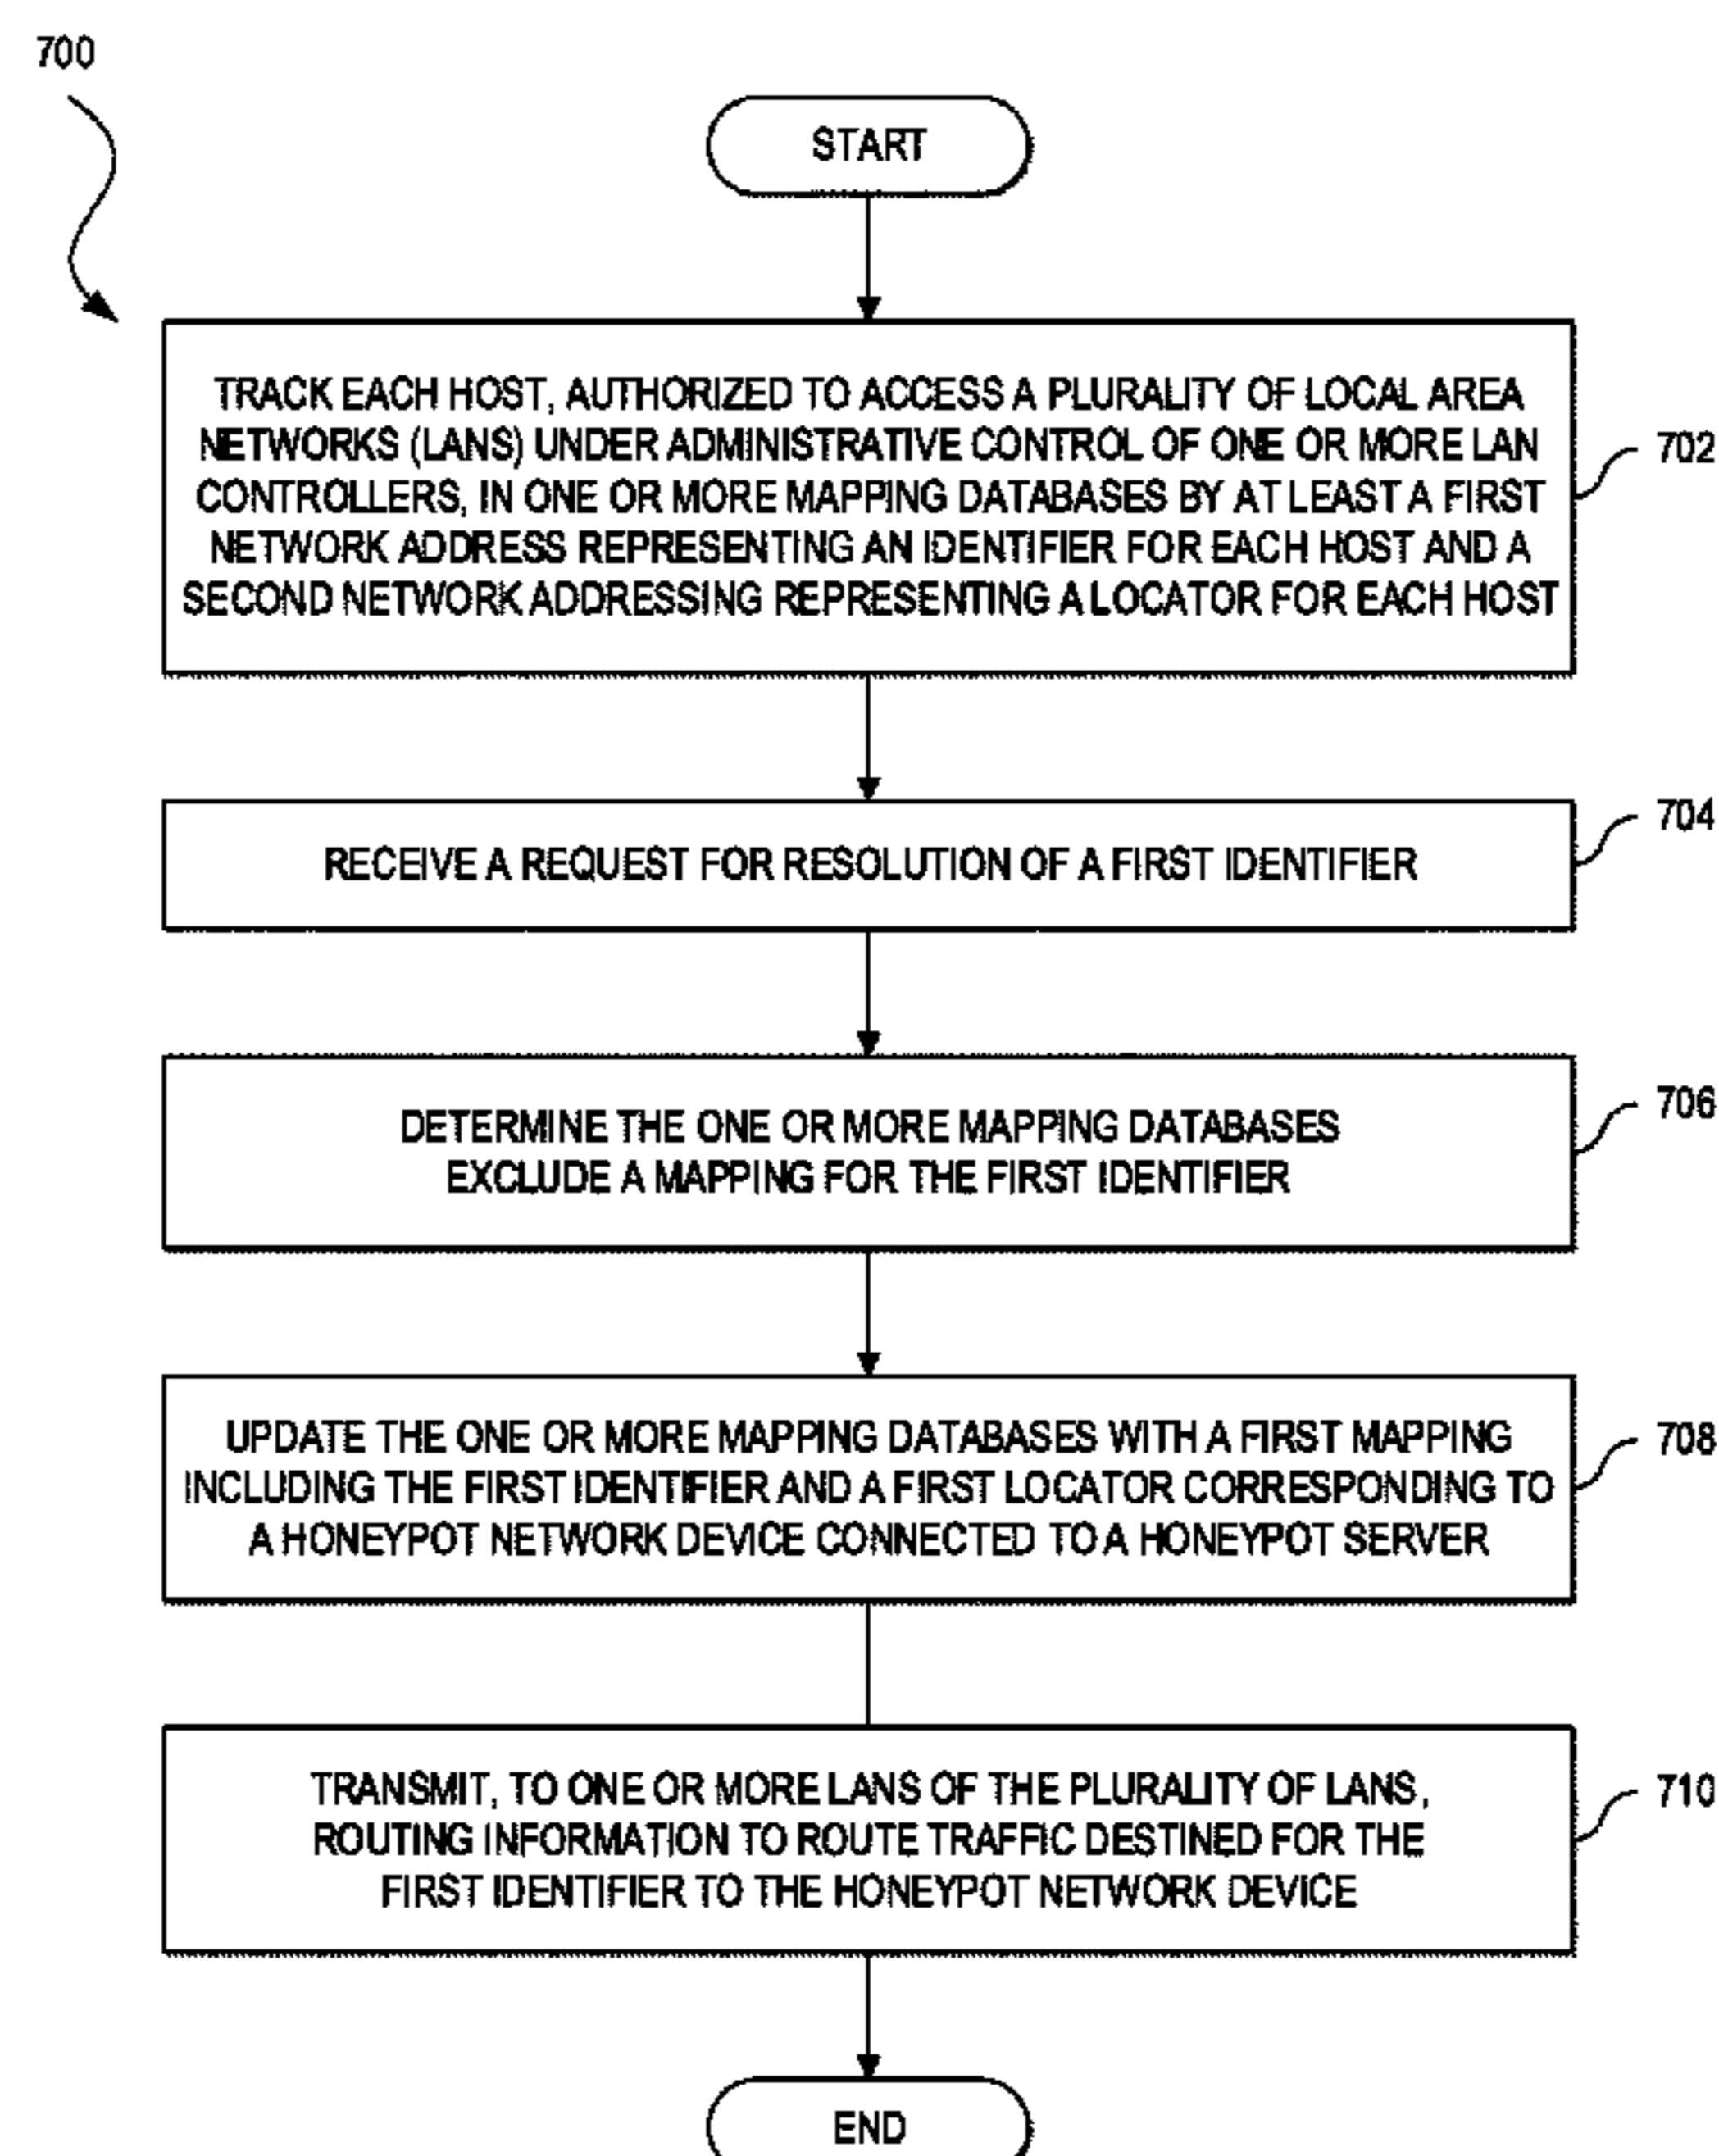 700
START
TRACK EACH HOST, AUTHORIZED TO ACCESS A PLURALITY OF LOCAL AREA
NETWORKS (LANS) UNDER ADMINISTRATIVE CONTROL OF ONE OR MORE LAN
CONTROLLERS, IN ONE OR MORE MAPPING DATABASES BY AT LEAST A FIRST
NETWORK ADDRESS REPRESENTING AN IDENTIFIER FOR EACH HOST AND A
SECOND NETWORK ADDRESSING REPRESENTING A LOCATOR FOR EACH HOST
702
RECEIVE A REQUEST FOR RESOLUTION OF A FIRST IDENTIFIER
704
DETERMINE THE ONE OR MORE MAPPING DATABASES
EXCLUDE A MAPPING FOR THE FIRST IDENTIFIER
706
UPDATE THE ONE OR MORE MAPPING DATABASES WITH A FIRST MAPPING
INCLUDING THE FIRST IDENTIFIER AND A FIRST LOCATOR CORRESPONDING TO
A HONEYPOT NETWORK DEVICE CONNECTED TO A HONEYPOT SERVER
708
TRANSMIT, TO ONE OR MORE LANS OF THE PLURALITY OF LANS,
ROUTING INFORMATION TO ROUTE TRAFFIC DESTINED FOR THE
FIRST IDENTIFIER TO THE HONEYPOT NETWORK DEVICE
710
END